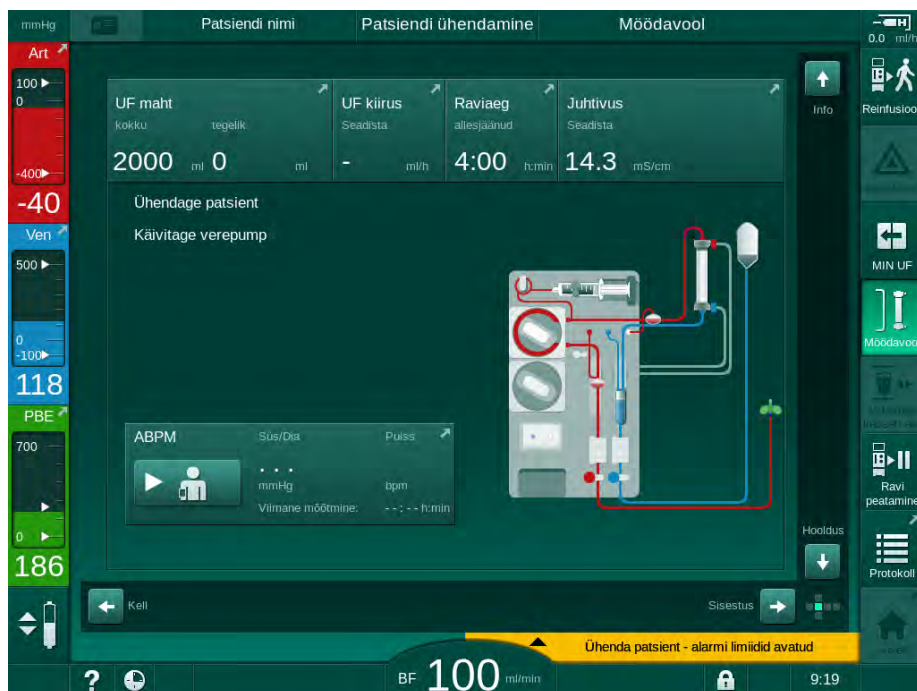 mmHg
Patsiendi nimi
Patsiendi ühendamine
Möödavool
0.0 ml/h
Art
100
0
-400
-40
Ven
500
0
-100
118
PBE
700
0
186
UF maht
kokku
tegelik
2000 ml 0 ml
UF kiirus
Seadista
- ml/h
Raviaeg
allesjäänud
4:00 h:min
Juhtivus
Seadista
14.3 mS/cm
Ühendage patsient
Käivitage verepump
ABPM
Süs/Dia
Pulss
...
mmHg
bpm
Viimane mõõtmine:
--:-- h:min
Info
Hooldus
Kell
Sisestus
Reinfusioo
MIN UF
Möödavool
Ravi
peatamine
Protokoll
Ühenda patsient - alarmi limiidid avatud
?
BF 100 ml/min
9:19